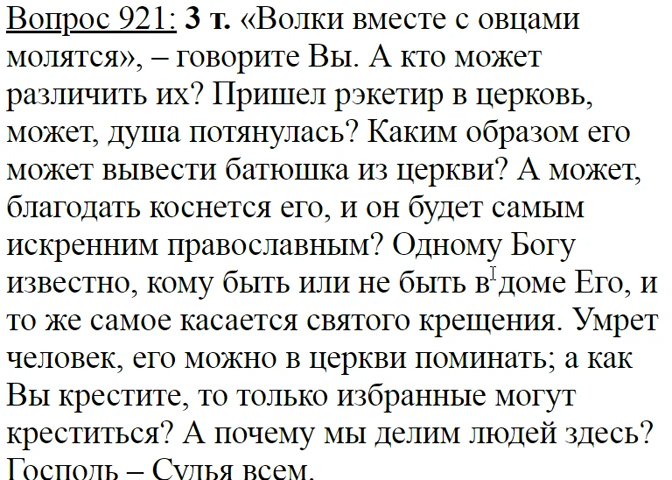 Вопрос 921: 3 т. «Волки вместе с овцами
молятся», – говорите Вы. А кто может
различить их? Пришел рэкетир в церковь,
может, душа потянулась? Каким образом его
может вывести батюшка из церкви? А может,
благодать коснется его, и он будет самым
искренним православным? Одному Богу
известно, кому быть или не быть в доме Его, и
то же самое касается святого крещения. Умрет
человек, его можно в церкви поминать; а как
Вы крестите, то только избранные могут
креститься? А почему мы делим людей здесь?
Господь – Судья всем.